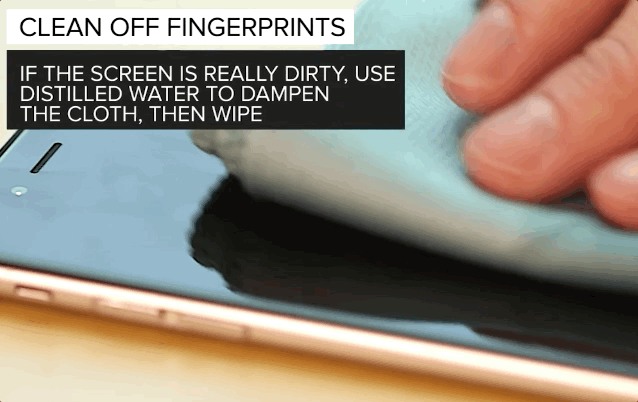 CLEAN OFF FINGERPRINTS
IF THE SCREEN IS REALLY DIRTY, USE
DISTILLED WATER TO DAMPEN
THE CLOTH, THEN WIPE